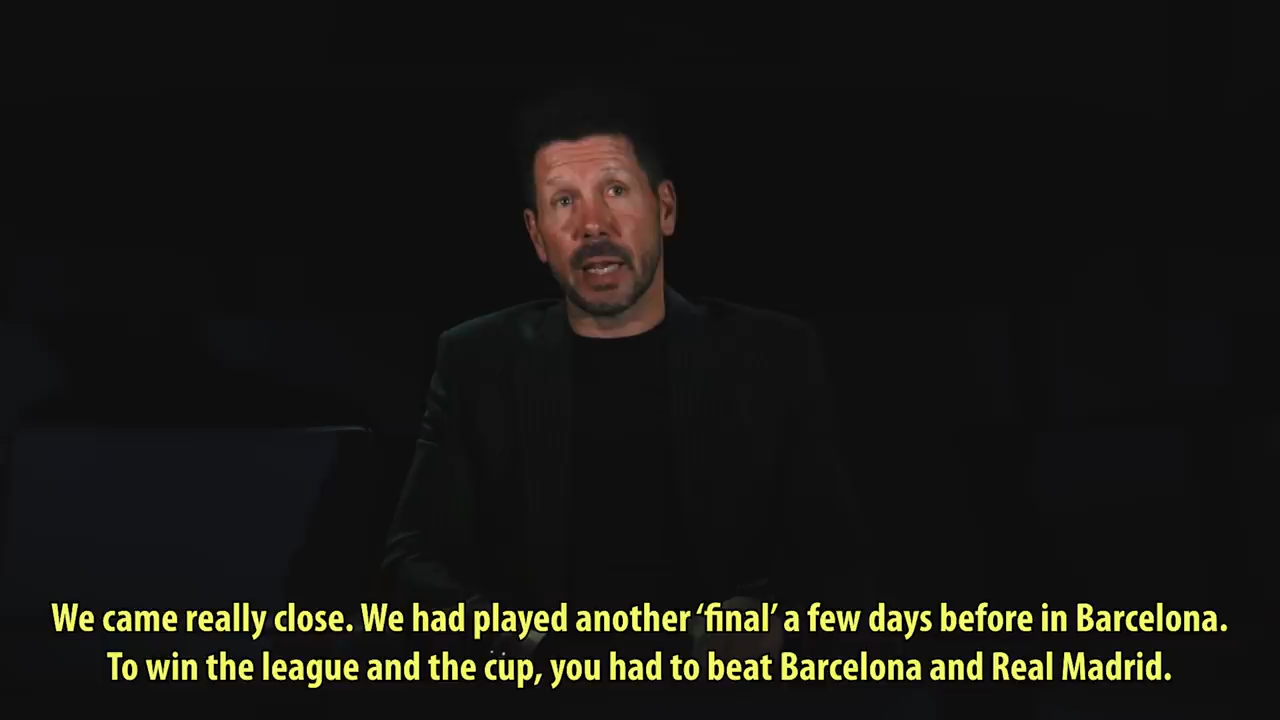 We came really close. We had played another ‘final’ a few days before in Barcelona.
To win the league and the cup, you had to beat Barcelona and Real Madrid.